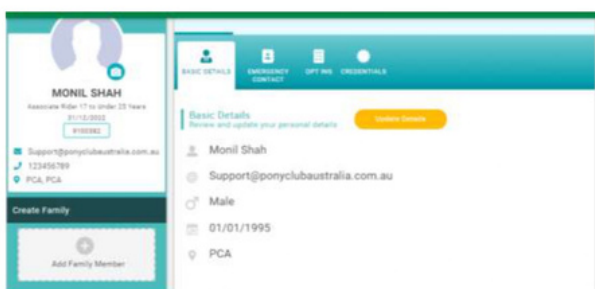 MONIL SHAH
Associate Rider 17 to Under 25 Years
31/12/2022
Support@ponyclubaustralia.com.au
123456789
PCA, PCA
Create Family
Add Family Member
BASIC DETAILS
EMERGENCY CONTACT
OPT INS
CREDENTIALS
Basic Details
Review and update your personal details
Update Details
Monil Shah
Support@ponyclubaustralia.com.au
Male
01/01/1995
PCA